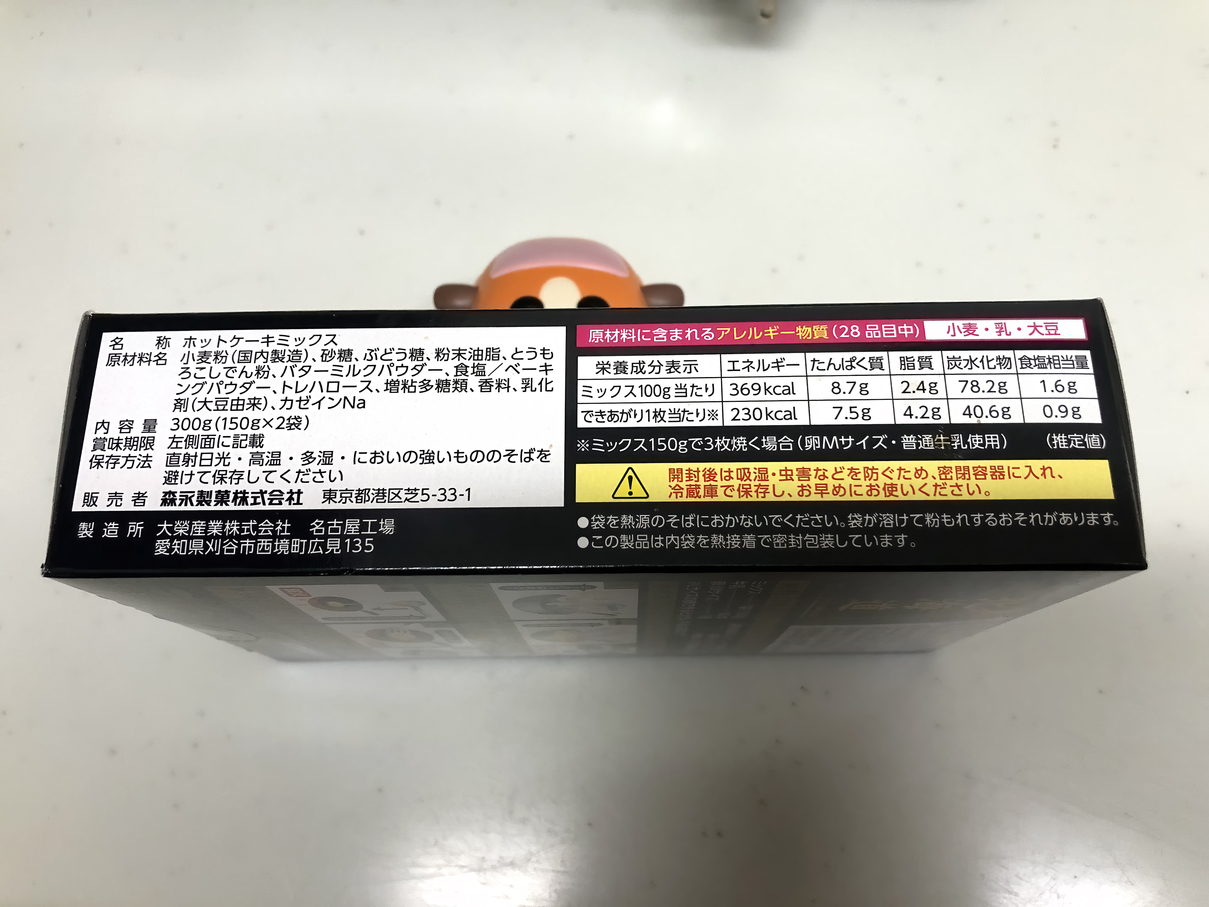 名称 ホットケーキミックス
原材料名 小麦粉(国内製造)、砂糖、ぶどう糖、粉末油脂、とうも
ろこしでん粉、バターミルクパウダー、食塩／ベーキ
ングパウダー、トレハロース、増粘多糖類、香料、乳化
剤(大豆由来)、カゼインNa
内容量 300g(150g×2袋)
賞味期限 左側面に記載
保存方法 直射日光・高温・多湿・においの強いもののそばを
避けて保存してください
販売者 森永製菓株式会社 東京都港区芝5-33-1
製造所 大榮産業株式会社 名古屋工場
愛知県刈谷市西境町広見135
原材料に含まれるアレルギー物質(28品目中) 小麦・乳・大豆
栄養成分表示 エネルギー たんぱく質 脂質 炭水化物 食塩相当量
ミックス100g当たり 369kcal 8.7g 2.4g 78.2g 1.6g
できあがり1枚当たり※ 230kcal 7.5g 4.2g 40.6g 0.9g
※ミックス150gで3枚焼く場合(卵Mサイズ・普通牛乳使用) (推定値)
開封後は吸湿・虫害などを防ぐため、密閉容器に入れ、
冷蔵庫で保存し、お早めにお使いください。
●袋を熱源のそばにおかないでください。袋が溶けて粉もれするおそれがあります。
●この製品は内袋を熱接着で密封包装しています。